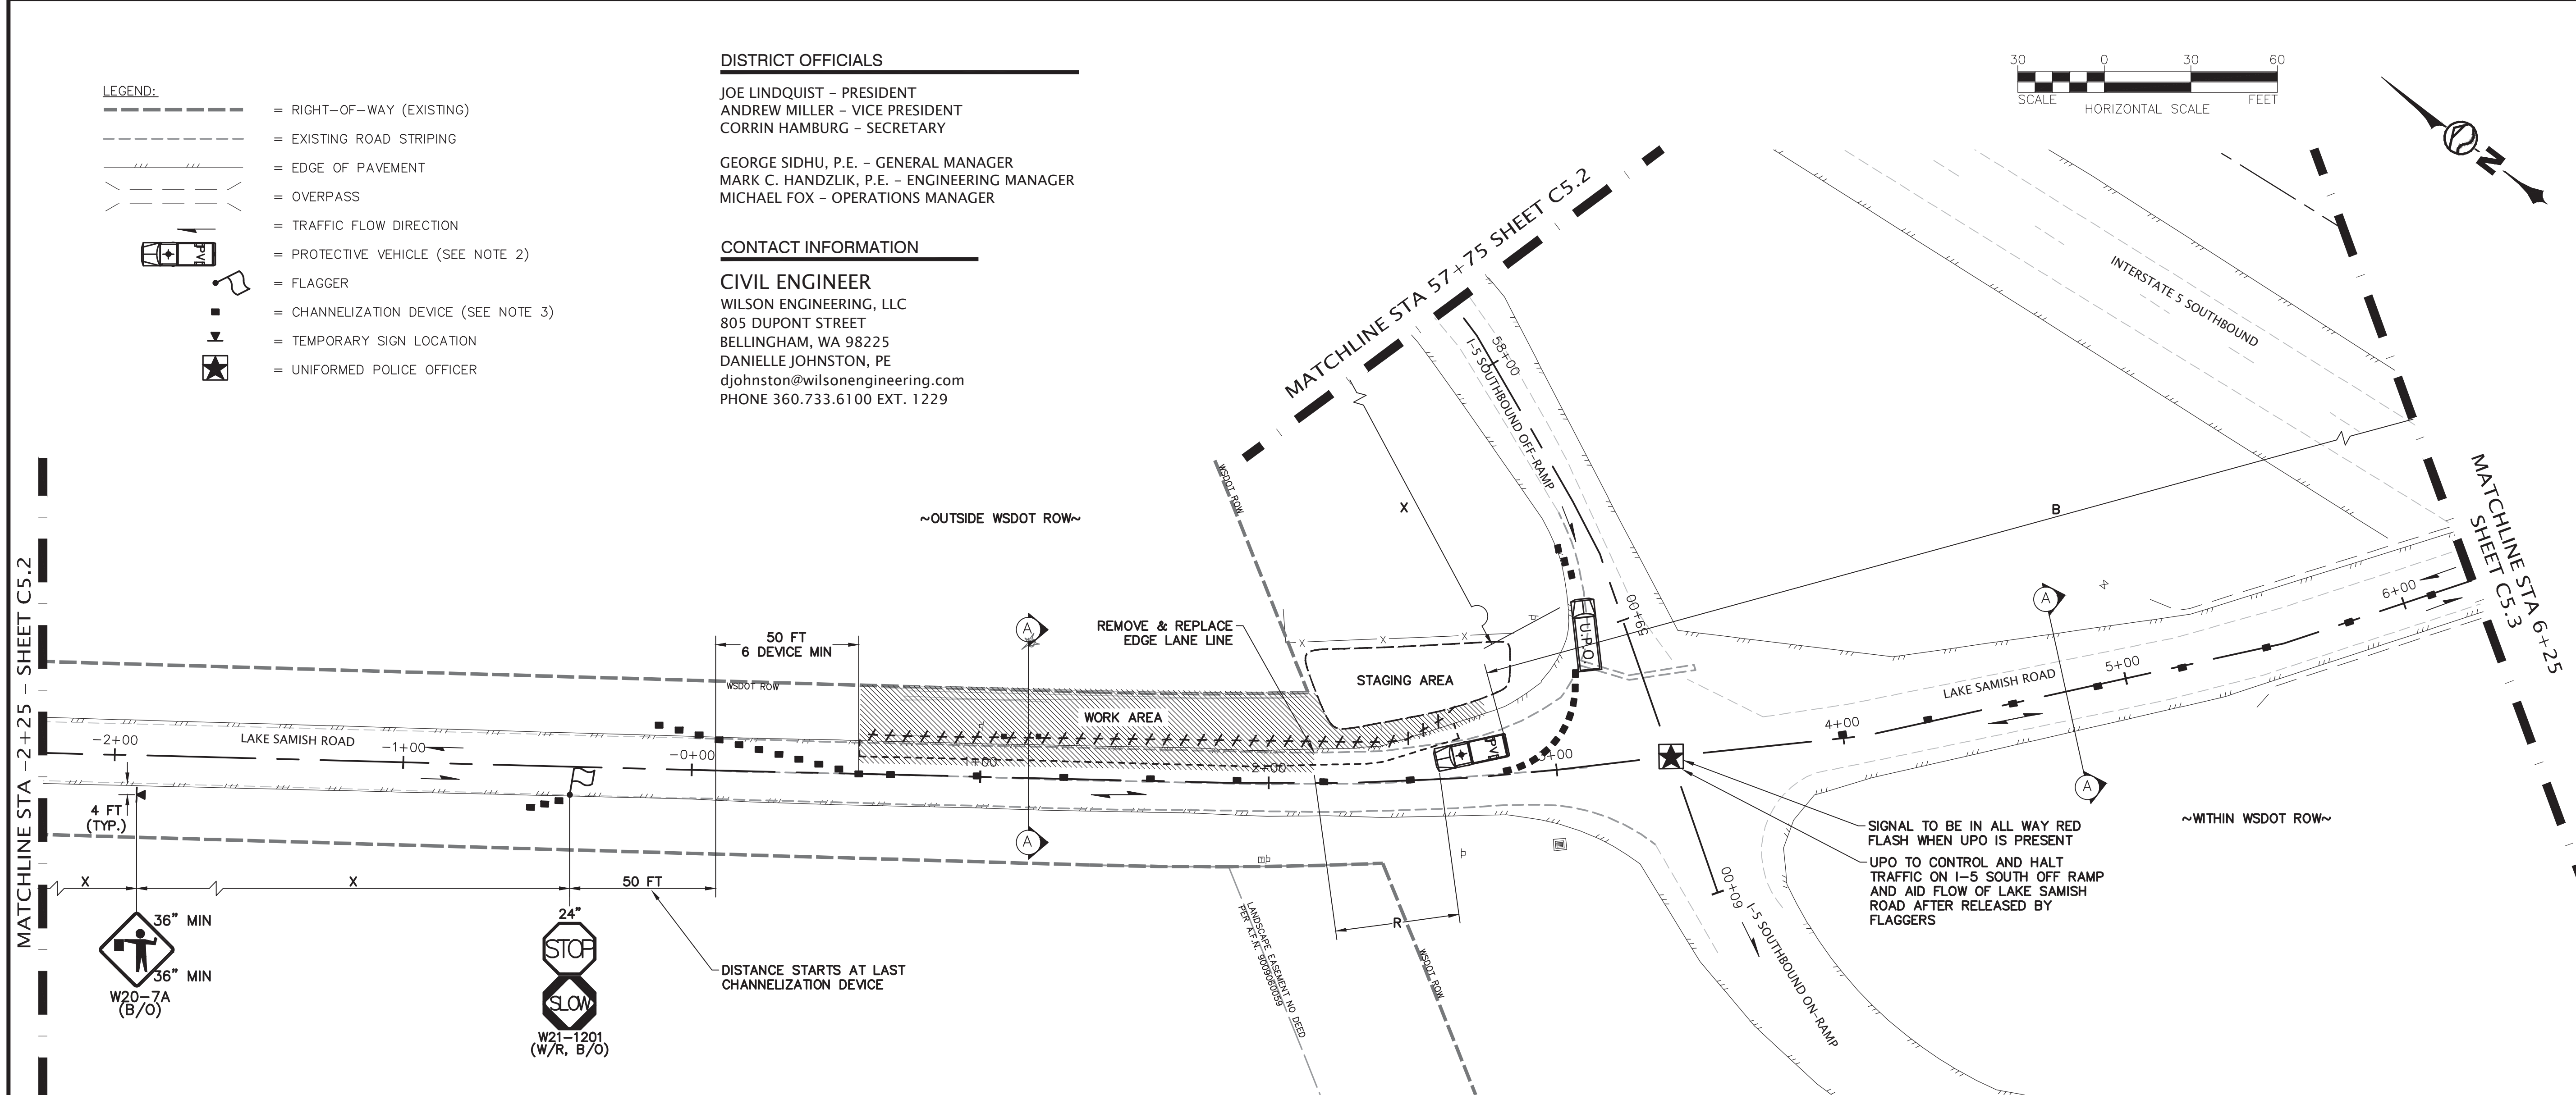 LEGEND:
= RIGHT-OF-WAY (EXISTING)
= EXISTING ROAD STRIPING
= EDGE OF PAVEMENT
= OVERPASS
= TRAFFIC FLOW DIRECTION
PV
= PROTECTIVE VEHICLE (SEE NOTE 2)
= FLAGGER
= CHANNELIZATION DEVICE (SEE NOTE 3)
= TEMPORARY SIGN LOCATION
= UNIFORMED POLICE OFFICER
DISTRICT OFFICIALS
JOE LINDQUIST - PRESIDENT
ANDREW MILLER - VICE PRESIDENT
CORRIN HAMBURG - SECRETARY
GEORGE SIDHU, P.E. - GENERAL MANAGER
MARK C. HANDZLIK, P.E. - ENGINEERING MANAGER
MICHAEL FOX - OPERATIONS MANAGER
CONTACT INFORMATION
CIVIL ENGINEER
WILSON ENGINEERING, LLC
805 DUPONT STREET
BELLINGHAM, WA 98225
DANIELLE JOHNSTON, PE
djohnston@wilsonengineering.com
PHONE 360.733.6100 EXT. 1229
30 0 30 60
SCALE HORIZONTAL SCALE FEET
N
MATCHLINE STA 57+75 SHEET C5.2
58+00
I-5 SOUTHBOUND OFF-RAMP
59+00
INTERSTATE 5 SOUTHBOUND
MATCHLINE STA 6+25
SHEET C5.3
MATCHLINE STA -2+25 - SHEET C5.2
WSDOT ROW
X
B
~OUTSIDE WSDOT ROW~
50 FT
6 DEVICE MIN
A
REMOVE & REPLACE
EDGE LANE LINE
WSDOT ROW
STAGING AREA
U.P.O.
WORK AREA
PV
A
-2+00
LAKE SAMISH ROAD
-1+00
-0+00
1+00
2+00
3+00
4+00
LAKE SAMISH ROAD
5+00
6+00
4 FT
(TYP.)
A
A
X
X
50 FT
36" MIN
36" MIN
W20-7A
(B/O)
24"
STOP
SLOW
W21-1201
(W/R, B/O)
DISTANCE STARTS AT LAST
CHANNELIZATION DEVICE
LANDSCAPE EASEMENT NO DEED
PER A.F.N. 9009060059
R
WSDOT ROW
60+00
I-5 SOUTHBOUND ON-RAMP
SIGNAL TO BE IN ALL WAY RED
FLASH WHEN UPO IS PRESENT
UPO TO CONTROL AND HALT
TRAFFIC ON I-5 SOUTH OFF RAMP
AND AID FLOW OF LAKE SAMISH
ROAD AFTER RELEASED BY
FLAGGERS
~WITHIN WSDOT ROW~